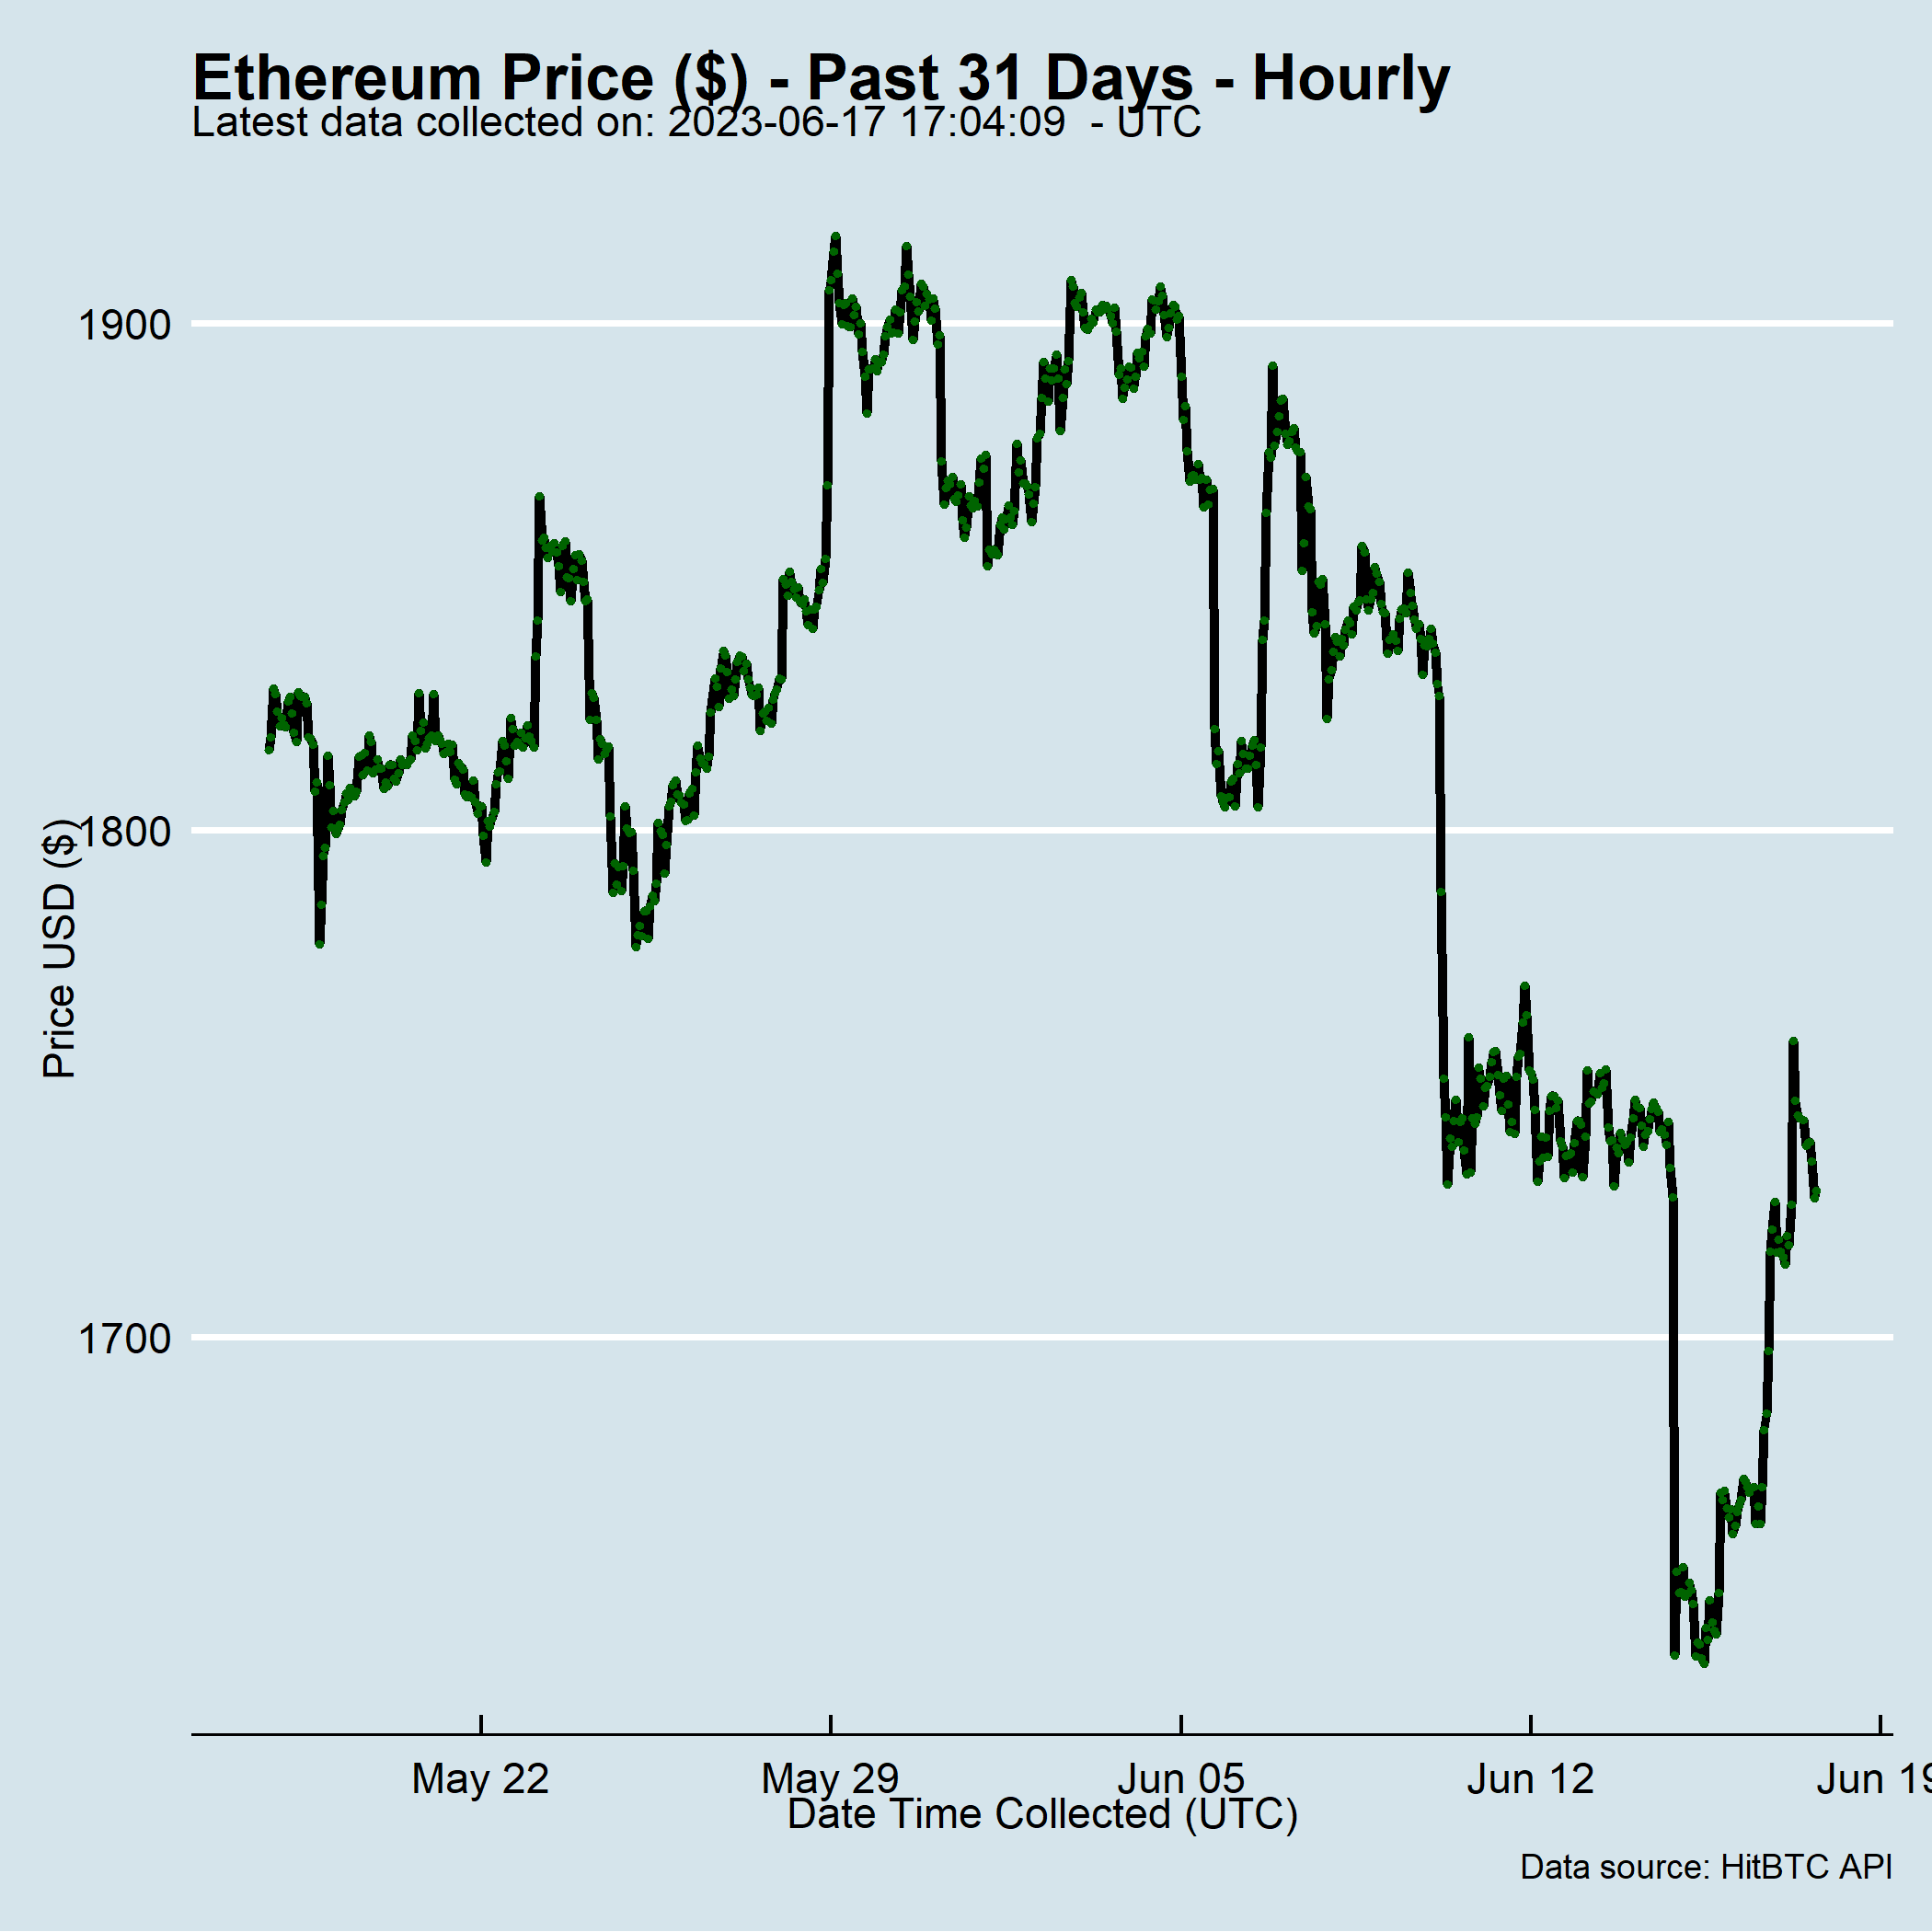 Ethereum Price ($) - Past 31 Days - Hourly
Latest data collected on: 2023-06-17 17:04:09  - UTC
Price USD ($)
1900
1800
1700
May 22
May 29
Jun 05
Jun 12
Jun 19
Date Time Collected (UTC)
Data source: HitBTC API